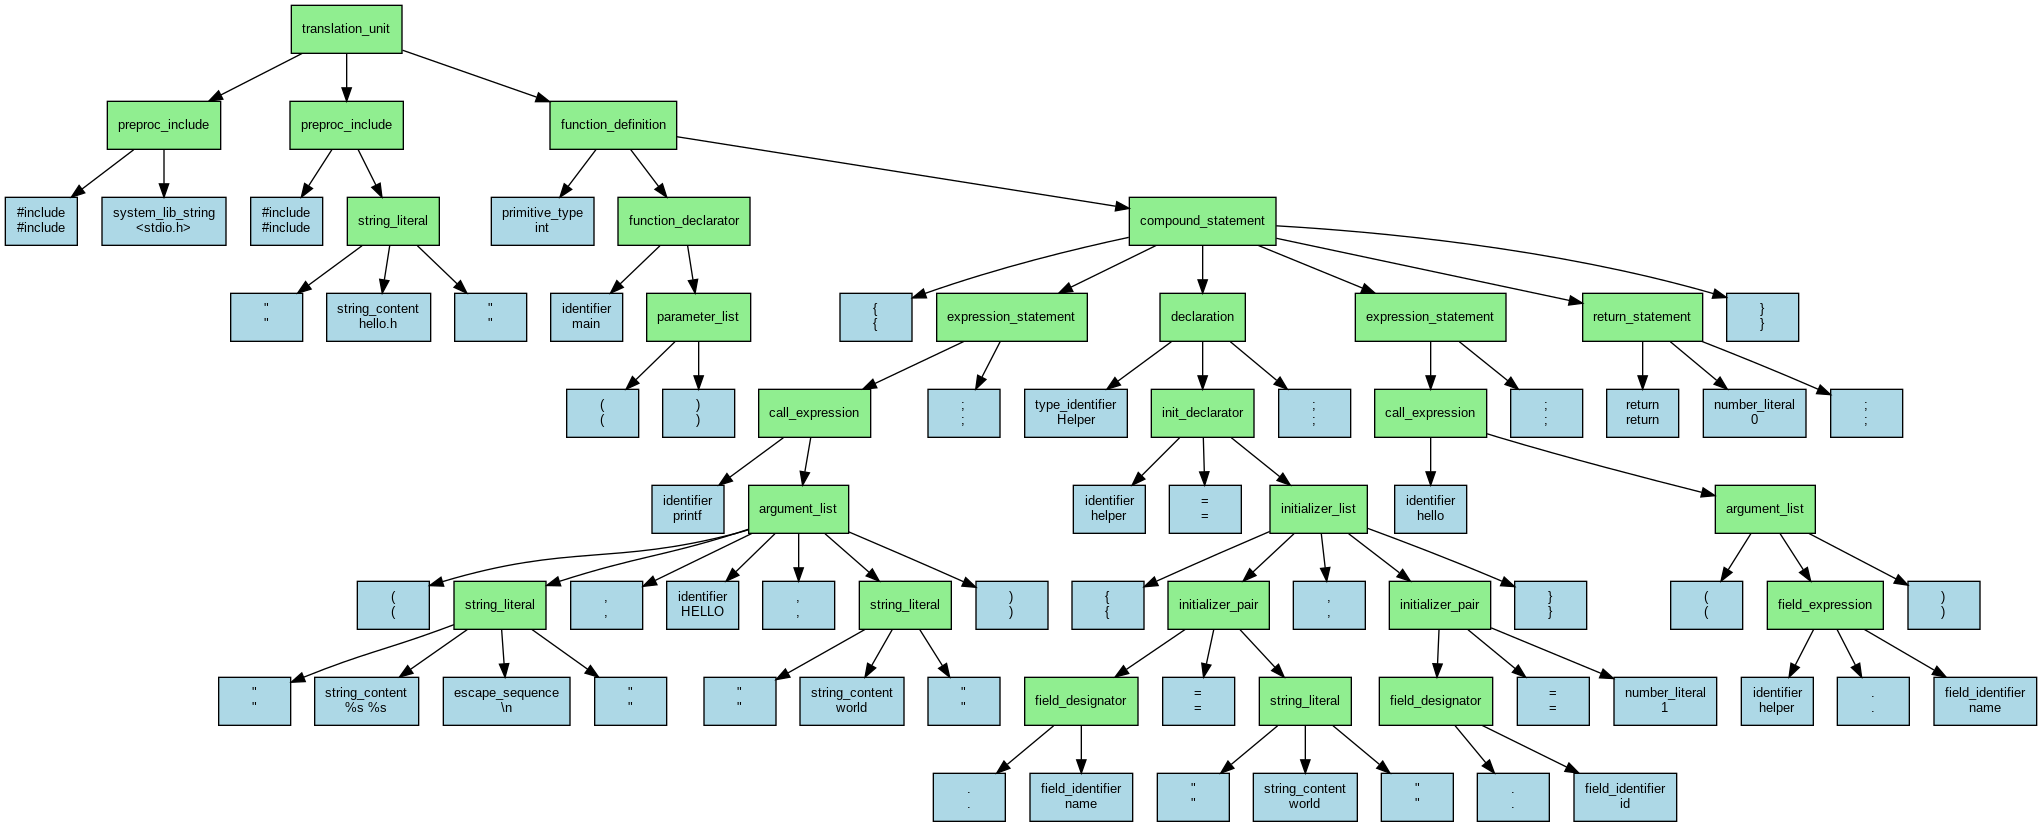 translation_unit
preproc_include
preproc_include
function_definition
#include
#include
system_lib_string
<stdio.h>
#include
#include
string_literal
primitive_type
int
function_declarator
compound_statement
"
"
string_content
hello.h
"
"
identifier
main
parameter_list
{
{
expression_statement
declaration
expression_statement
return_statement
}
}
(
(
)
)
call_expression
;
;
type_identifier
Helper
init_declarator
;
;
call_expression
;
;
return
return
number_literal
0
;
;
identifier
printf
argument_list
identifier
helper
=
=
initializer_list
identifier
hello
argument_list
(
(
string_literal
,
,
identifier
HELLO
,
,
string_literal
)
)
{
{
initializer_pair
,
,
initializer_pair
}
}
(
(
field_expression
)
)
"
"
string_content
%s %s
escape_sequence
\n
"
"
"
"
string_content
world
"
"
field_designator
=
=
string_literal
field_designator
=
=
number_literal
1
identifier
helper
.
.
field_identifier
name
.
.
field_identifier
name
"
"
string_content
world
"
"
.
.
field_identifier
id